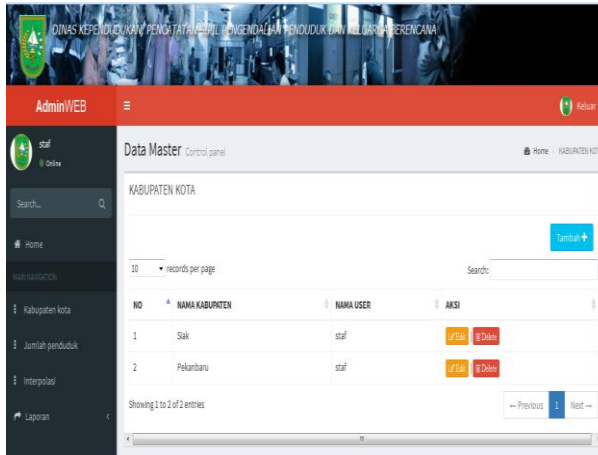 DINAS KEPENDUDUKAN, PENCATATAN SIPIL PENGENDALIAN PENDUDUK DAN KELUARGA BERENCANA
AdminWEB
Keluar
staf
Online
Data Master Control panel
Home > KABUPATEN KOT
Search...
KABUPATEN KOTA
Tambah +
Home
MAIN NAVIGATION
10 records per page
Search:
Kabupaten kota
Jumlah penduduk
Interpolasi
Laporan
NO NAMA KABUPATEN NAMA USER AKSI
1 Siak staf Edit Delete
2 Pekanbaru staf Edit Delete
Showing 1 to 2 of 2 entries
← Previous 1 Next →